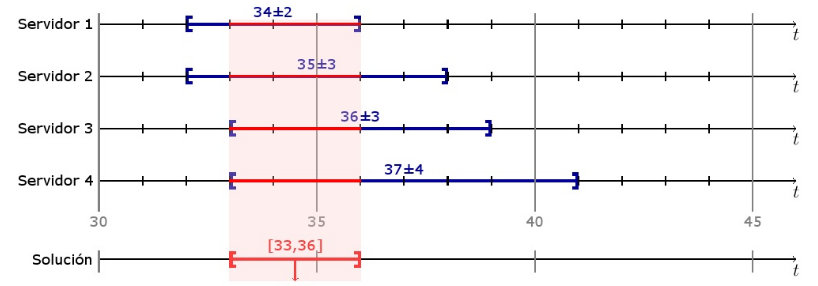 34±2
Servidor 1
t
35±3
Servidor 2
t
36±3
Servidor 3
t
37±4
Servidor 4
t
30 35 40 45
[33,36]
Solución
t